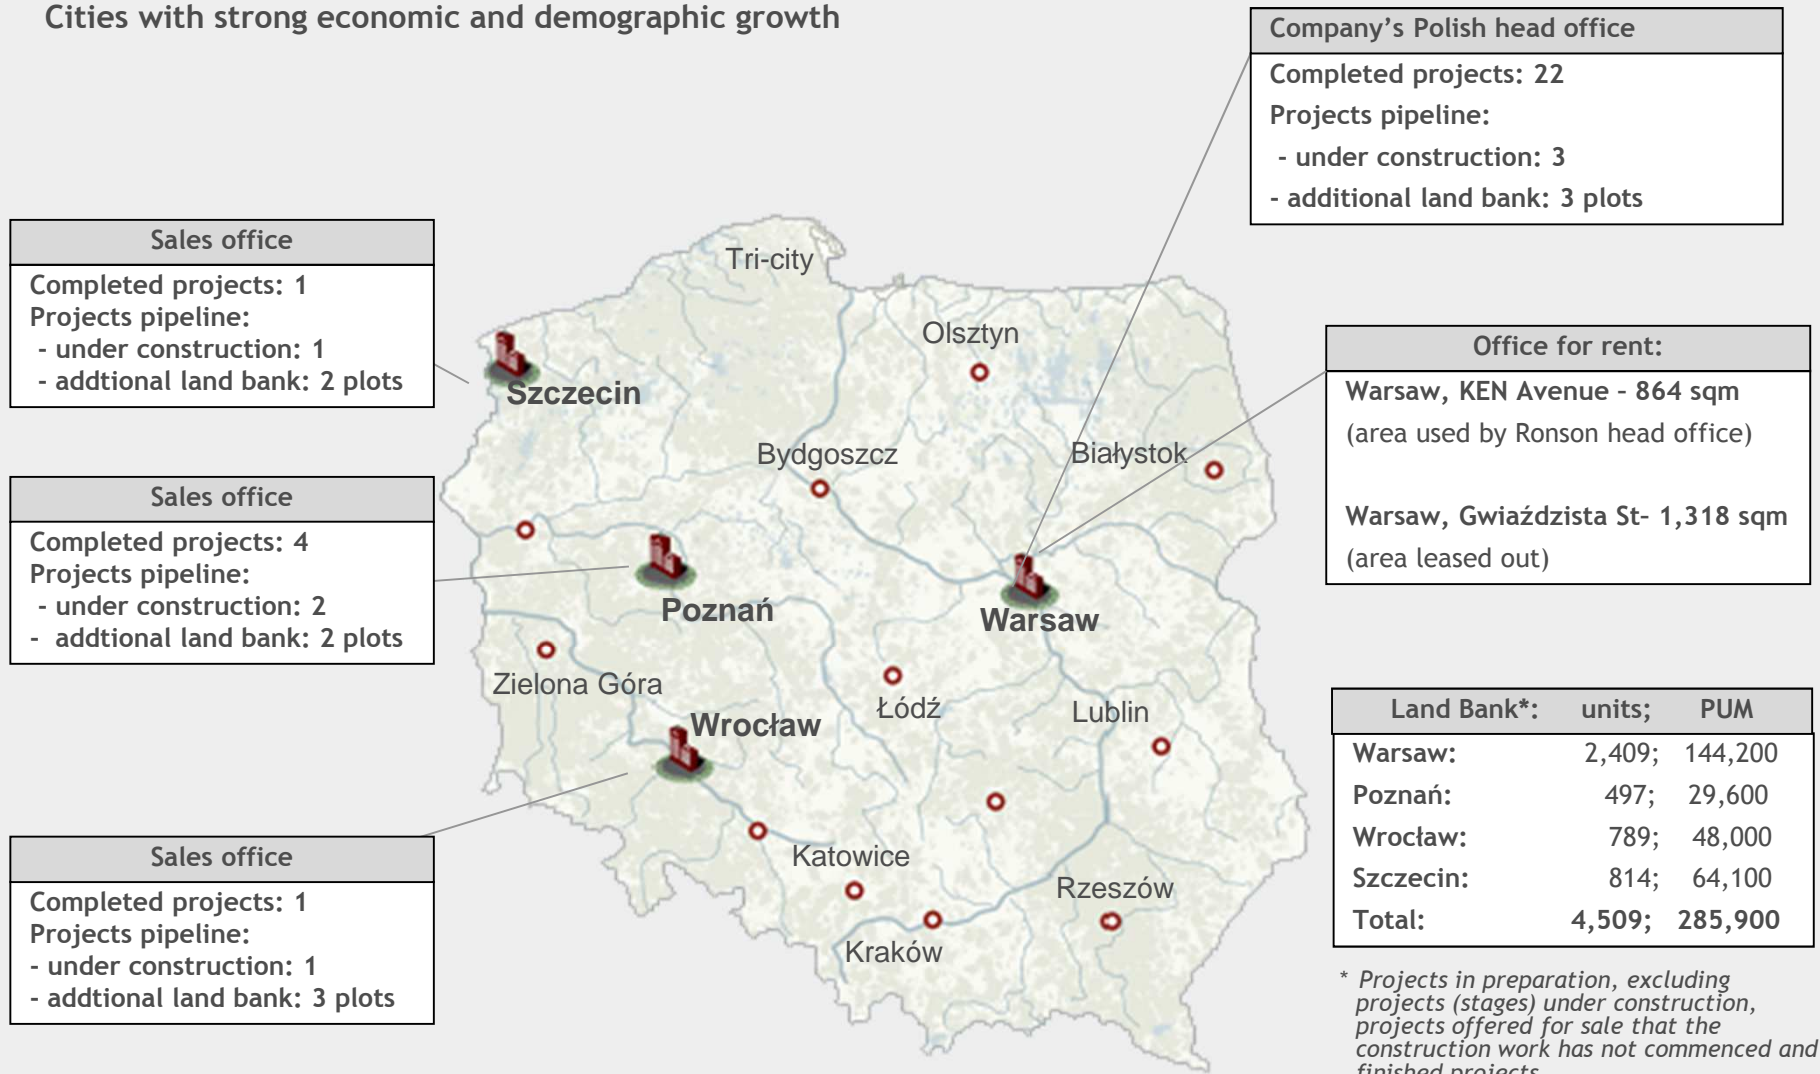 Cities with strong economic and demographic growth
Company's Polish head office
Completed projects: 22
Projects pipeline:
- under construction: 3
- additional land bank: 3 plots
Sales office
Completed projects: 1
Projects pipeline:
- under construction: 1
- addtional land bank: 2 plots
Sales office
Completed projects: 4
Projects pipeline:
- under construction: 2
- addtional land bank: 2 plots
Sales office
Completed projects: 1
Projects pipeline:
- under construction: 1
- addtional land bank: 3 plots
Tri-city
Olsztyn
Szczecin
Bydgoszcz
Białystok
Poznań
Warsaw
Zielona Góra
Wrocław
Łódź
Lublin
Katowice
Rzeszów
Kraków
Office for rent:
Warsaw, KEN Avenue – 864 sqm
(area used by Ronson head office)
Warsaw, Gwiaździsta St– 1,318 sqm
(area leased out)
Land Bank*: units; PUM
Warsaw: 2,409; 144,200
Poznań: 497; 29,600
Wrocław: 789; 48,000
Szczecin: 814; 64,100
Total: 4,509; 285,900
* Projects in preparation, excluding
projects (stages) under construction,
projects offered for sale that the
construction work has not commenced and
finished projects